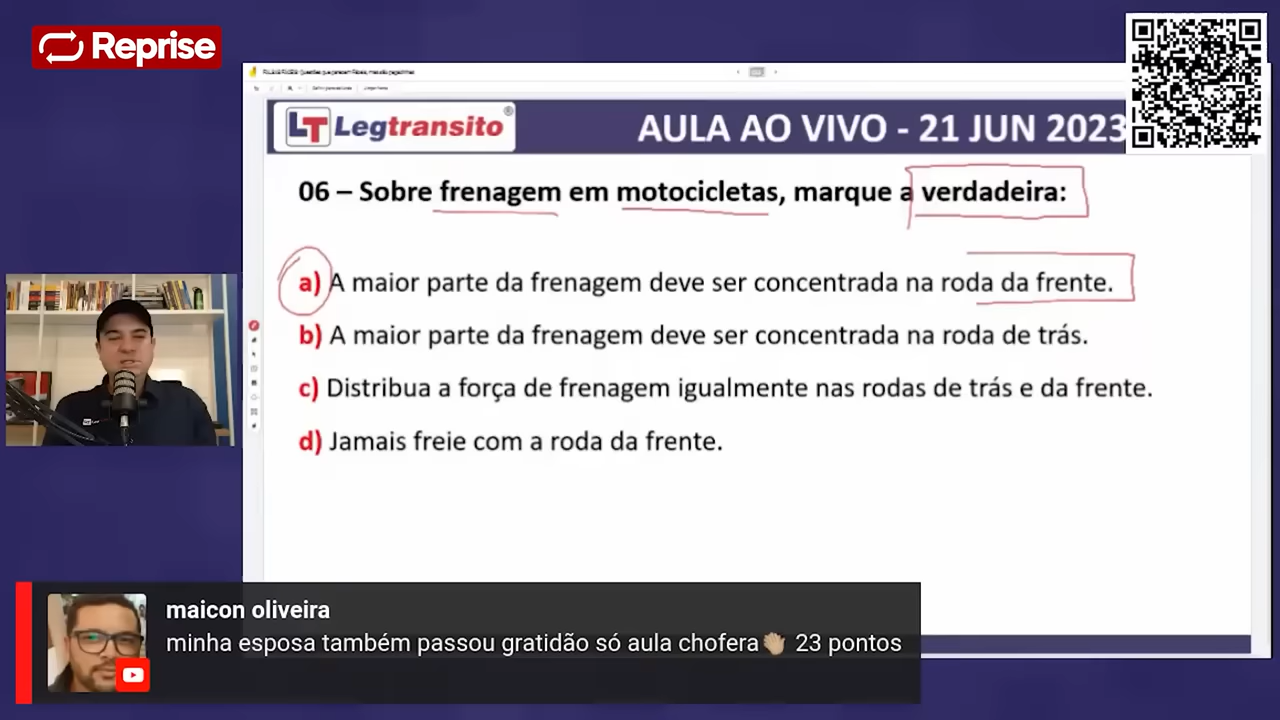 Reprise
LT Legtransito®
AULA AO VIVO - 21 JUN 2023
06 – Sobre frenagem em motocicletas, marque a verdadeira:
a) A maior parte da frenagem deve ser concentrada na roda da frente.
b) A maior parte da frenagem deve ser concentrada na roda de trás.
c) Distribua a força de frenagem igualmente nas rodas de trás e da frente.
d) Jamais freie com a roda da frente.
maicon oliveira
minha esposa também passou gratidão só aula chofera👏🏼 23 pontos